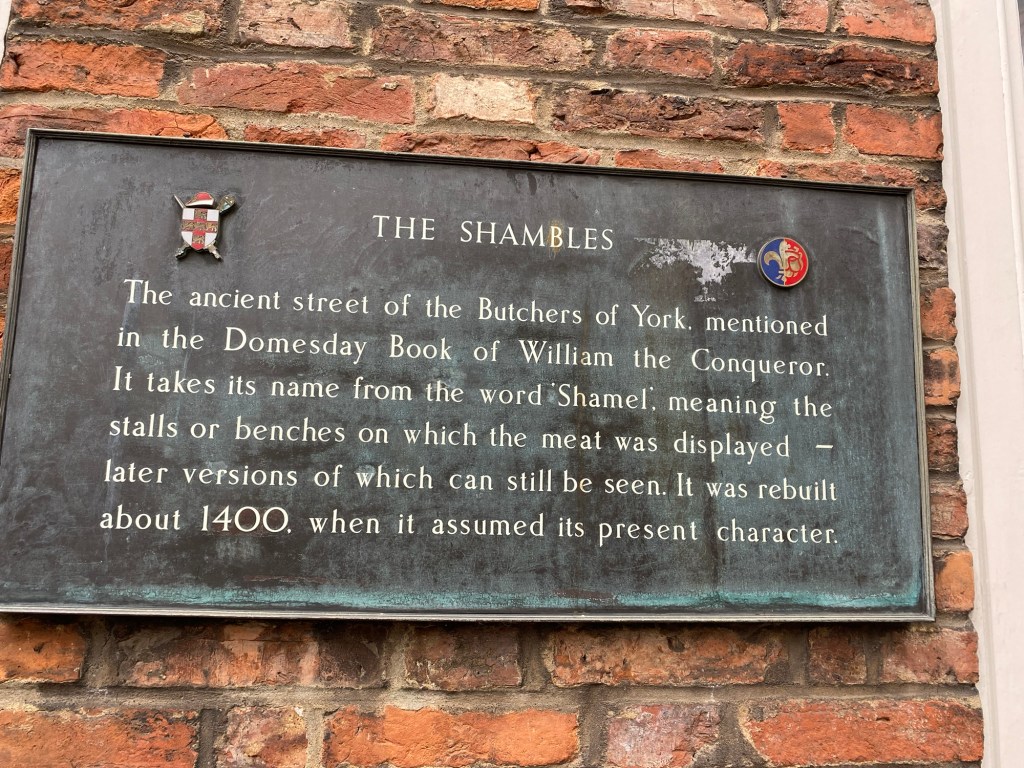 THE SHAMBLES
The ancient street of the Butchers of York, mentioned
in the Domesday Book of William the Conqueror.
It takes its name from the word 'Shamel', meaning the
stalls or benches on which the meat was displayed –
later versions of which can still be seen. It was rebuilt
about 1400, when it assumed its present character.